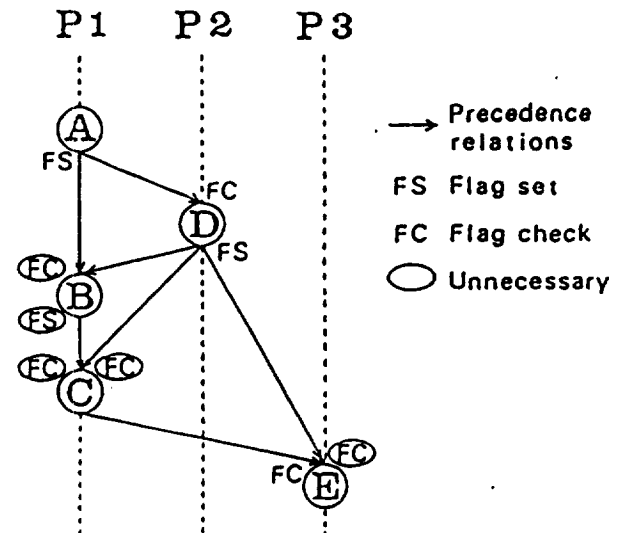 P1 P2 P3
A
FS
FC
D
FS
FC
B
FS
FC
FC
C
FC
FC
E
Precedence
relations
FS Flag set
FC Flag check
Unnecessary